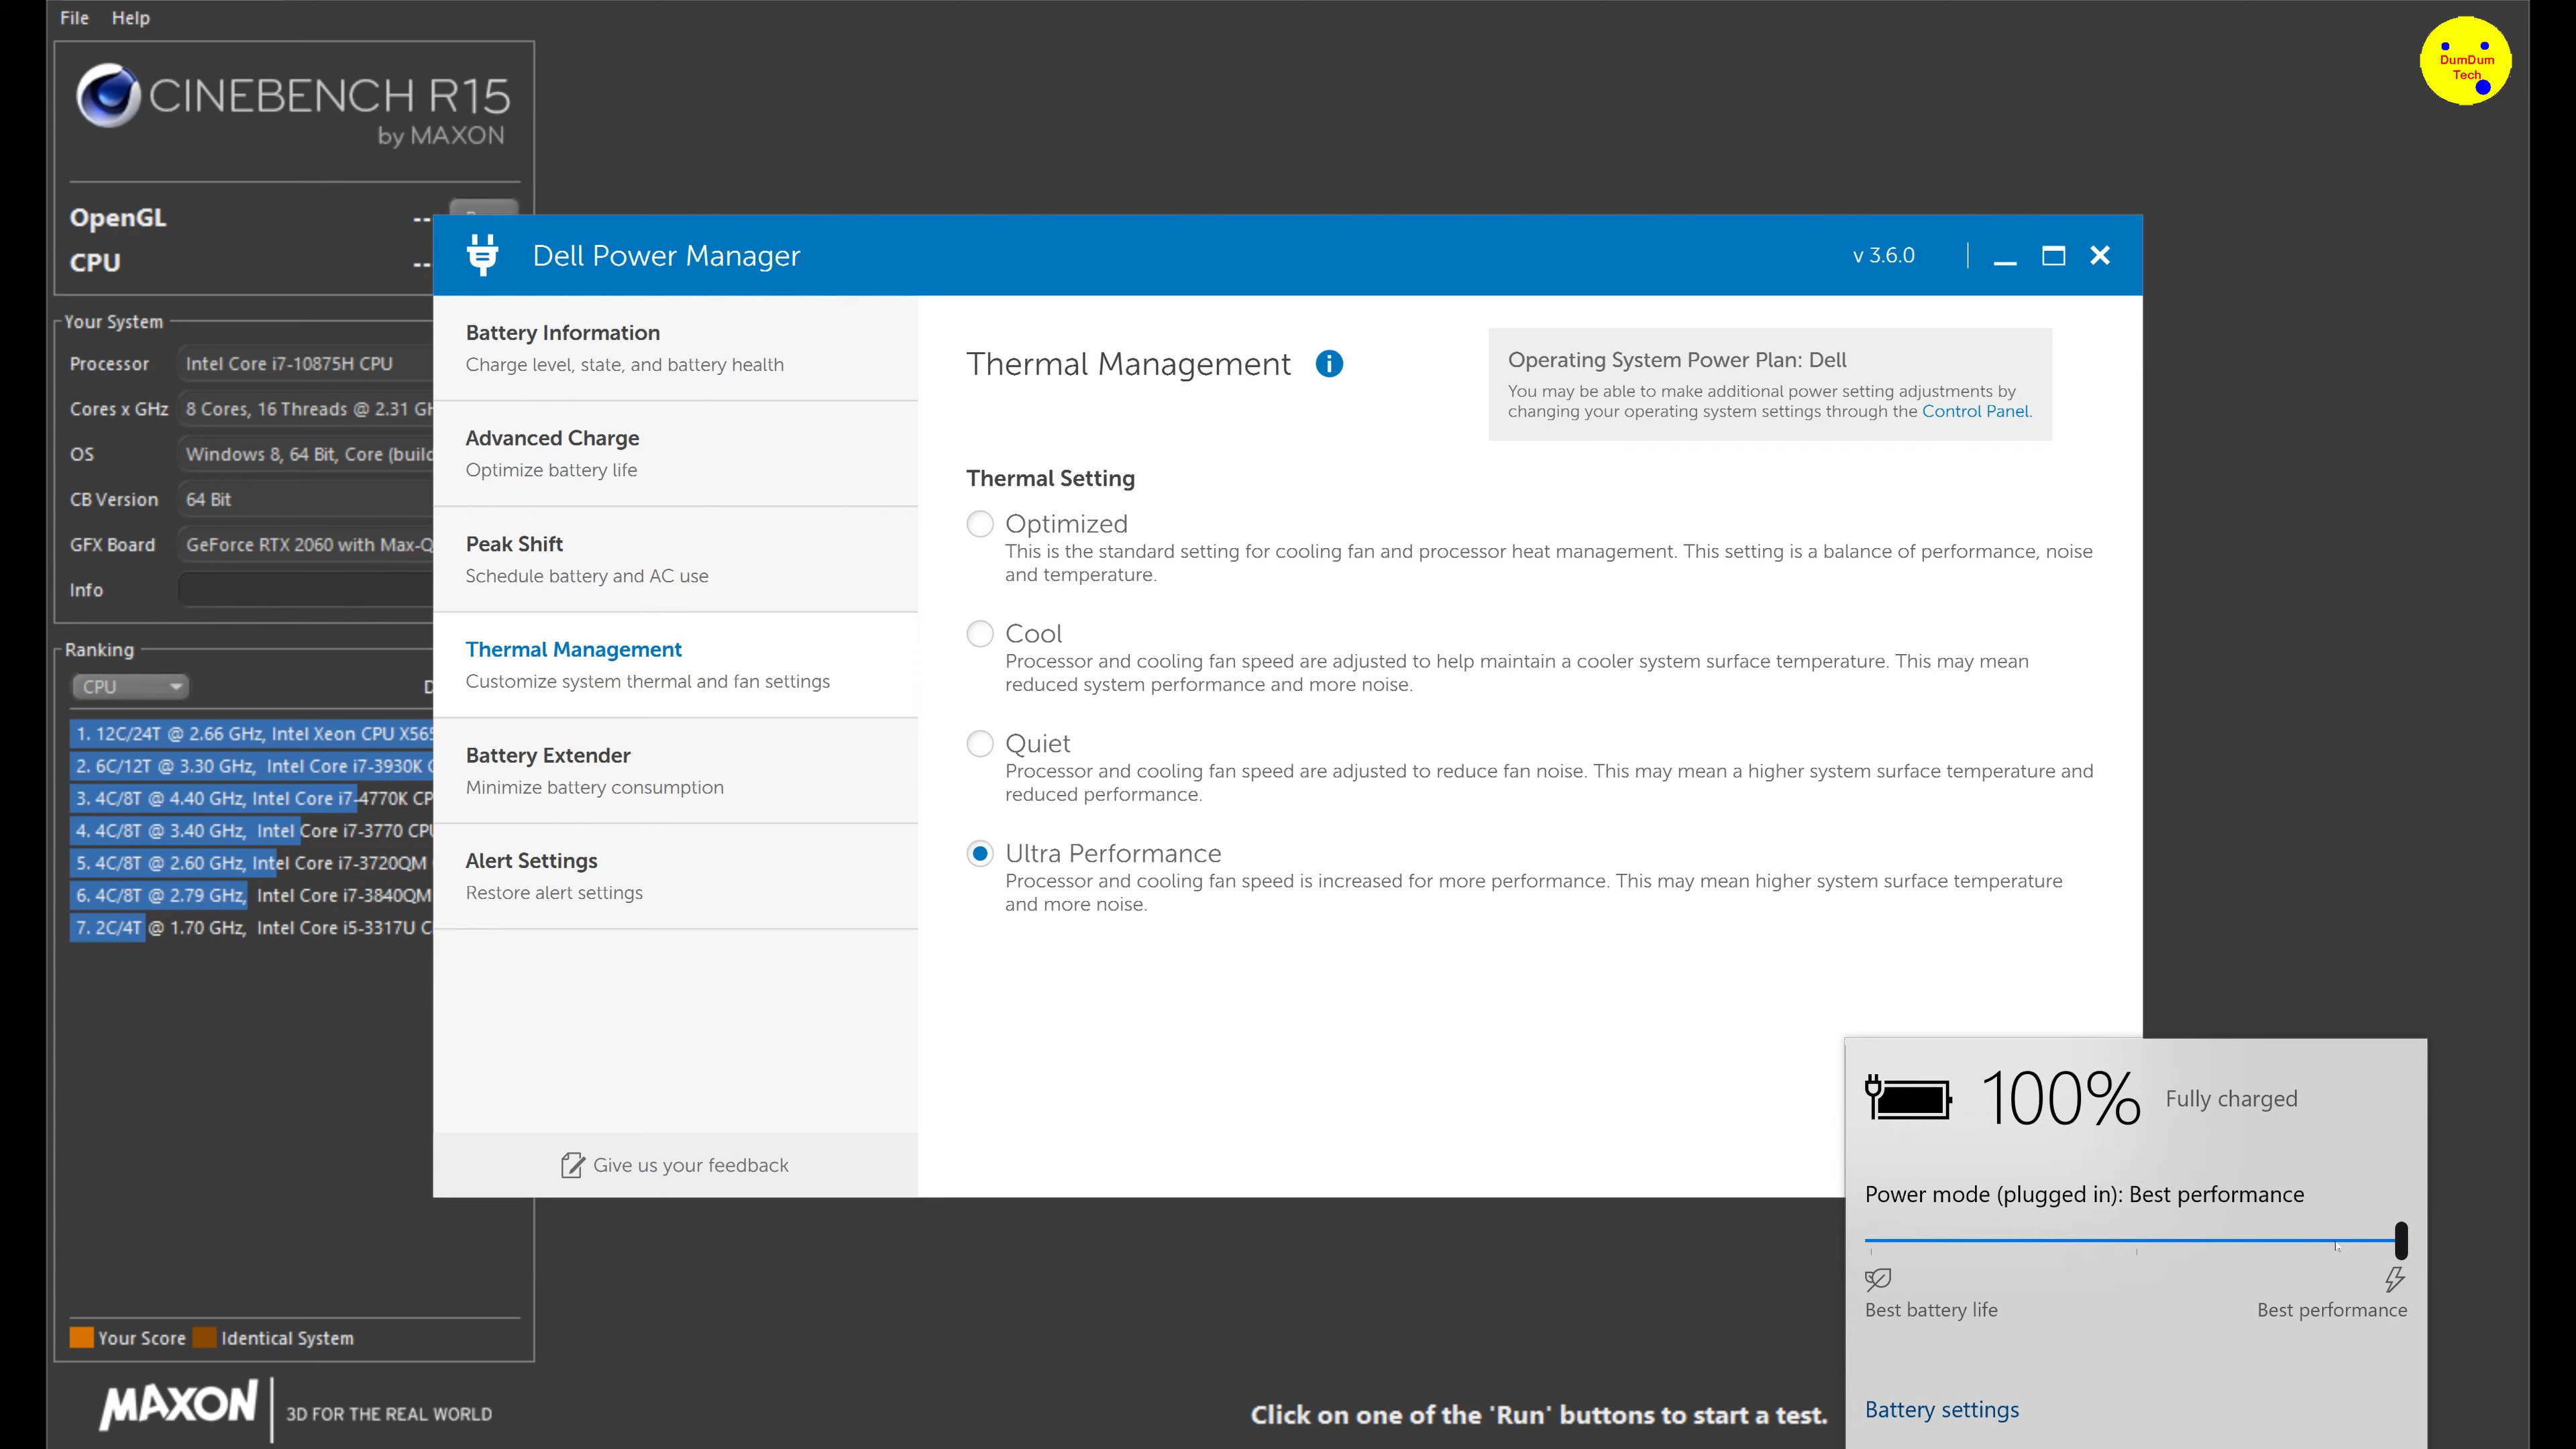 File Help
DumDum
Tech
CINEBENCH R15
by MAXON
OpenGL --
CPU --
Your System
Processor Intel Core i7-10875H CPU
Cores x GHz 8 Cores, 16 Threads @ 2.31
OS Windows 8, 64 Bit, Core
CB Version 64 Bit
GFX Board GeForce RTX 2060 with
Info
Ranking
CPU
1. 12C/24T @ 2.66 GHz, Intel Xeon CPU
2. 6C/12T @ 3.30 GHz, Intel Core i7-3930K
3. 4C/8T @ 4.40 GHz, Intel Core i7-4770K
4. 4C/8T @ 3.40 GHz, Intel Core i7-3770
5. 4C/8T @ 2.60 GHz, Intel Core i7-3720QM
6. 4C/8T @ 2.79 GHz, Intel Core i7-3840QM
7. 2C/4T @ 1.70 GHz, Intel Core i5-3317U
Your Score Identical System
MAXON 3D FOR THE REAL WORLD
Click on one of the 'Run' buttons to start a test.
Dell Power Manager
v 3.6.0
Battery Information
Charge level, state, and battery health
Advanced Charge
Optimize battery life
Peak Shift
Schedule battery and AC use
Thermal Management
Customize system thermal and fan settings
Battery Extender
Minimize battery consumption
Alert Settings
Restore alert settings
Give us your feedback
Thermal Management
Operating System Power Plan: Dell
You may be able to make additional power setting adjustments by
changing your operating system settings through the Control Panel.
Thermal Setting
Optimized
This is the standard setting for cooling fan and processor heat management. This setting is a balance of performance, noise
and temperature.
Cool
Processor and cooling fan speed are adjusted to help maintain a cooler system surface temperature. This may mean
reduced system performance and more noise.
Quiet
Processor and cooling fan speed are adjusted to reduce fan noise. This may mean a higher system surface temperature and
reduced performance.
Ultra Performance
Processor and cooling fan speed is increased for more performance. This may mean higher system surface temperature
and more noise.
100% Fully charged
Power mode (plugged in): Best performance
Best battery life Best performance
Battery settings